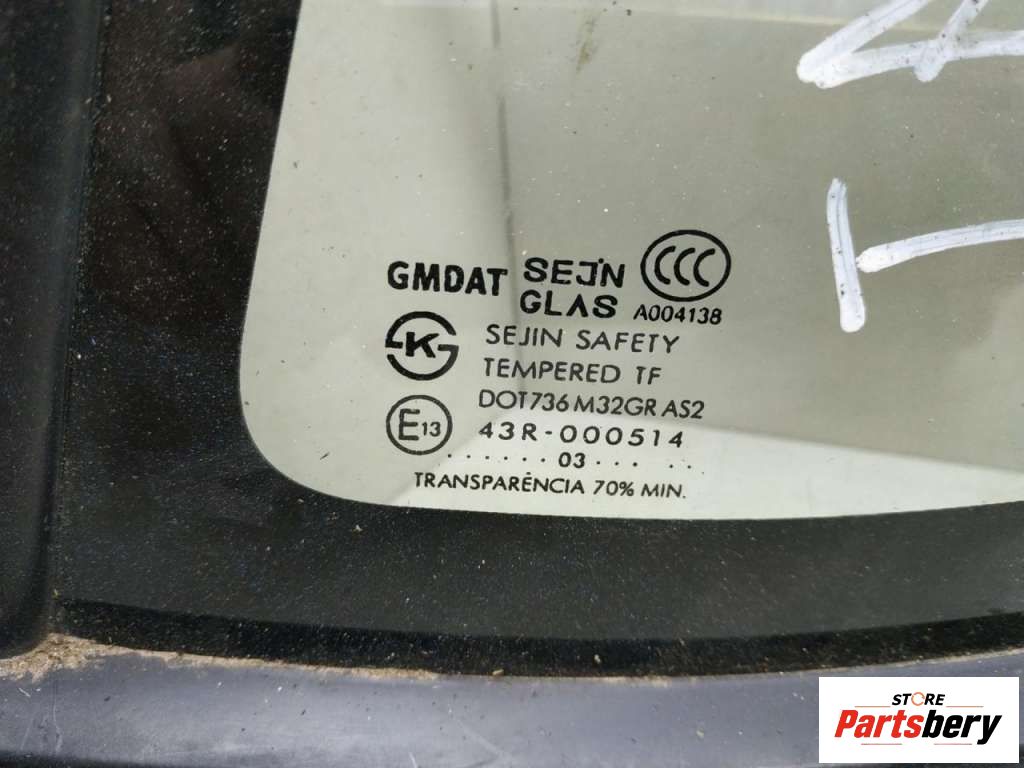 GMDAT SEJIN GLAS CCC
A004138
K
SEJIN SAFETY
TEMPERED TF
DOT736 M32GR AS2
E13
43R-000514
......03... ...
TRANSPARÊNCIA 70% MIN.
STORE
Partsbery